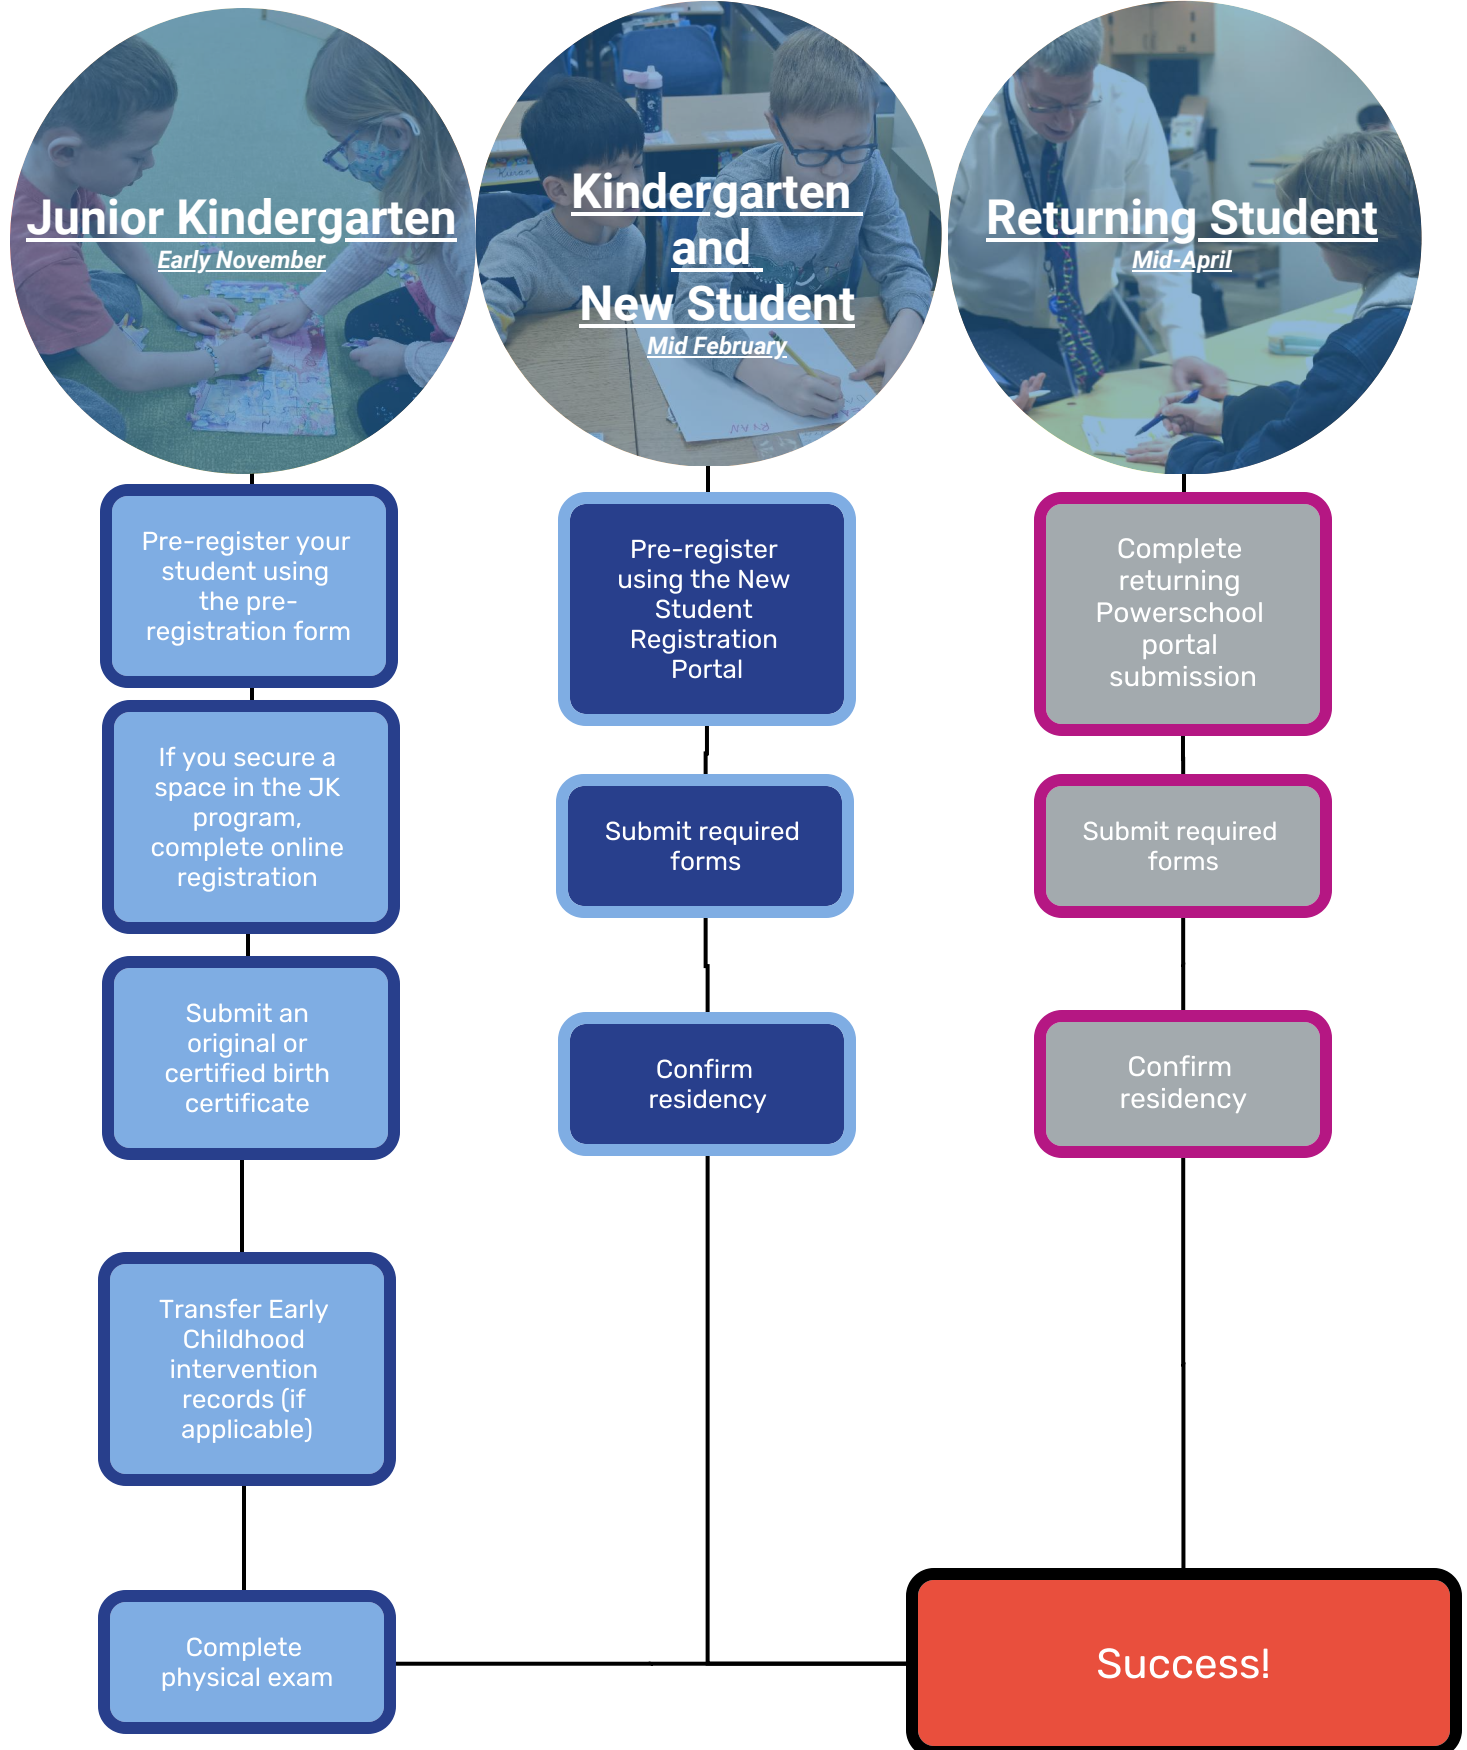 Junior Kindergarten
Early November
Pre-register your
student using
the pre-
registration form
If you secure a
space in the JK
program,
complete online
registration
Submit an
original or
certified birth
certificate
Transfer Early
Childhood
intervention
records (if
applicable)
Complete
physical exam
Kindergarten
and
New Student
Mid February
RYAN
Pre-register
using the New
Student
Registration
Portal
Submit required
forms
Confirm
residency
Returning Student
Mid-April
Complete
returning
Powerschool
portal
submission
Submit required
forms
Confirm
residency
Success!